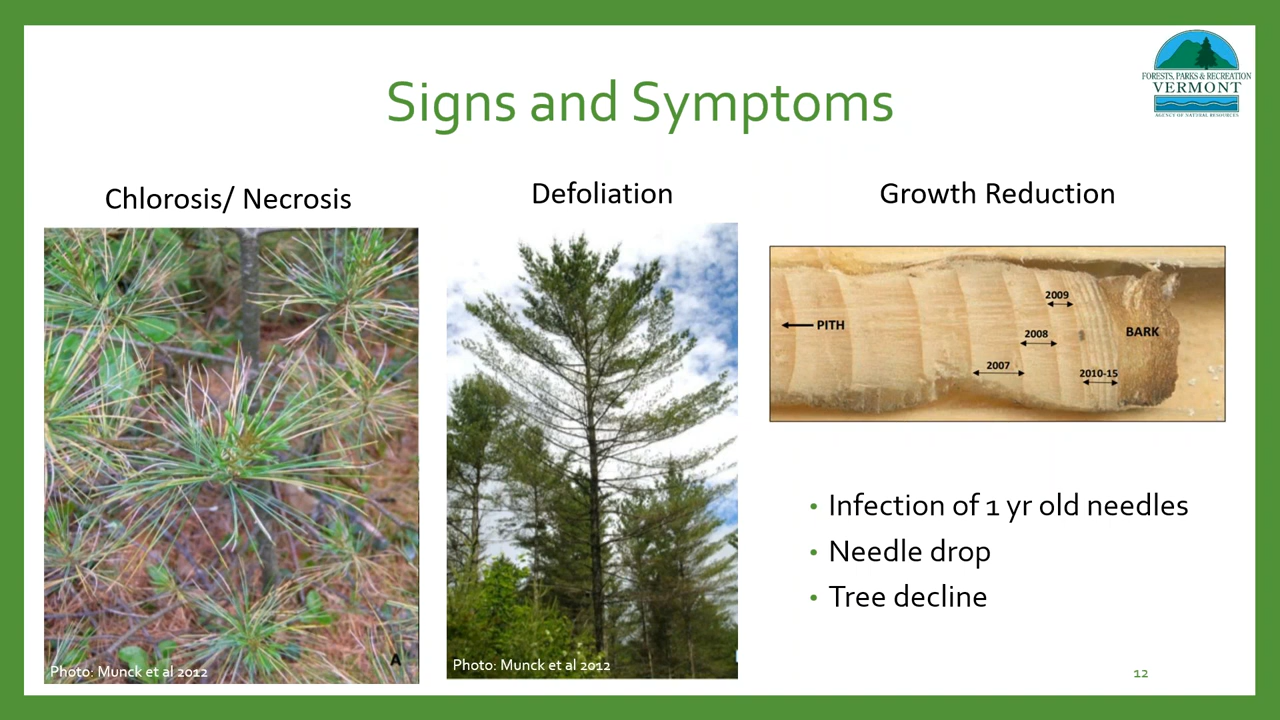 FORESTS, PARKS & RECREATION
VERMONT
AGENCY OF NATURAL RESOURCES
Signs and Symptoms
Chlorosis/ Necrosis
Defoliation
Growth Reduction
PITH
2009
2008
2007
2010-15
BARK
• Infection of 1 yr old needles
• Needle drop
• Tree decline
A
Photo: Munck et al 2012
Photo: Munck et al 2012
12